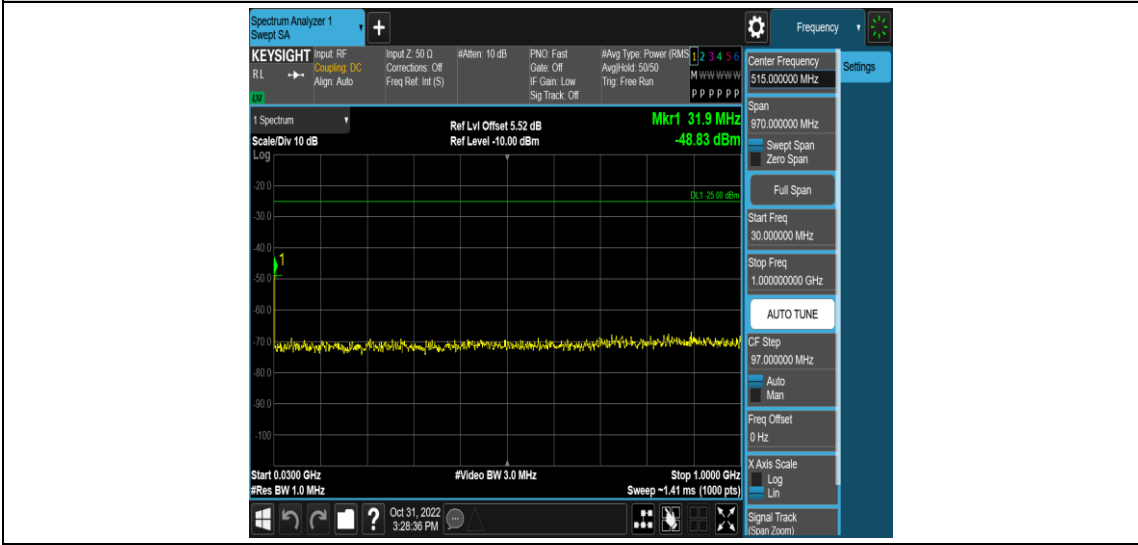 Spectrum Analyzer 1
Swept SA
+
Frequency
KEYSIGHT
RL
LM
Input: RF
Coupling: DC
Align: Auto
Input Z: 50 Ω
Corrections: Off
Freq Ref: Int (S)
#Atten: 10 dB
PNO: Fast
Gate: Off
IF Gain: Low
Sig Track: Off
#Avg Type: Power (RMS
Avg|Hold: 50/50
Trig: Free Run
1 2 3 4 5 6
M W W W W W
P P P P P P
1 Spectrum
Scale/Div 10 dB
Log
Ref Lvl Offset 5.52 dB
Ref Level -10.00 dBm
Mkr1 31.9 MHz
-48.83 dBm
DL1 -25.00 dBm
1
-20.0
-30.0
-40.0
-50.0
-60.0
-70.0
-80.0
-90.0
-100
Start 0.0300 GHz
#Res BW 1.0 MHz
#Video BW 3.0 MHz
Stop 1.0000 GHz
Sweep ~1.41 ms (1000 pts)
?
Oct 31, 2022
3:28:36 PM
Center Frequency
515.000000 MHz
Settings
Span
970.000000 MHz
Swept Span
Zero Span
Full Span
Start Freq
30.000000 MHz
Stop Freq
1.000000000 GHz
AUTO TUNE
CF Step
97.000000 MHz
Auto
Man
Freq Offset
0 Hz
X Axis Scale
Log
Lin
Signal Track
(Span Zoom)